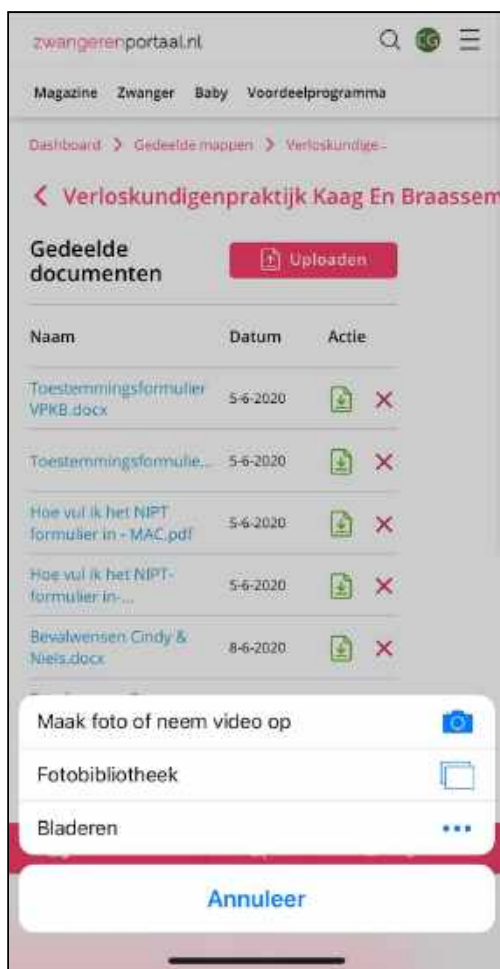 zwangerenportaal.nl
CG
Magazine Zwanger Baby Voordeelprogramma
Dashboard > Gedeelde mappen > Verloskundige...
Verloskundigenpraktijk Kaag En Braassem
Gedeelde
documenten
Uploaden
Naam Datum Actie
Toestemmingsformulier
VPKB.docx
5-6-2020
Toestemmingsformulie... 5-6-2020
Hoe vul ik het NIPT
formulier in - MAC.pdf
5-6-2020
Hoe vul ik het NIPT-
formulier in-...
5-6-2020
Bevalwensen Cindy &
Niels.docx
8-6-2020
Maak foto of neem video op
Fotobibliotheek
Bladeren
Annuleer